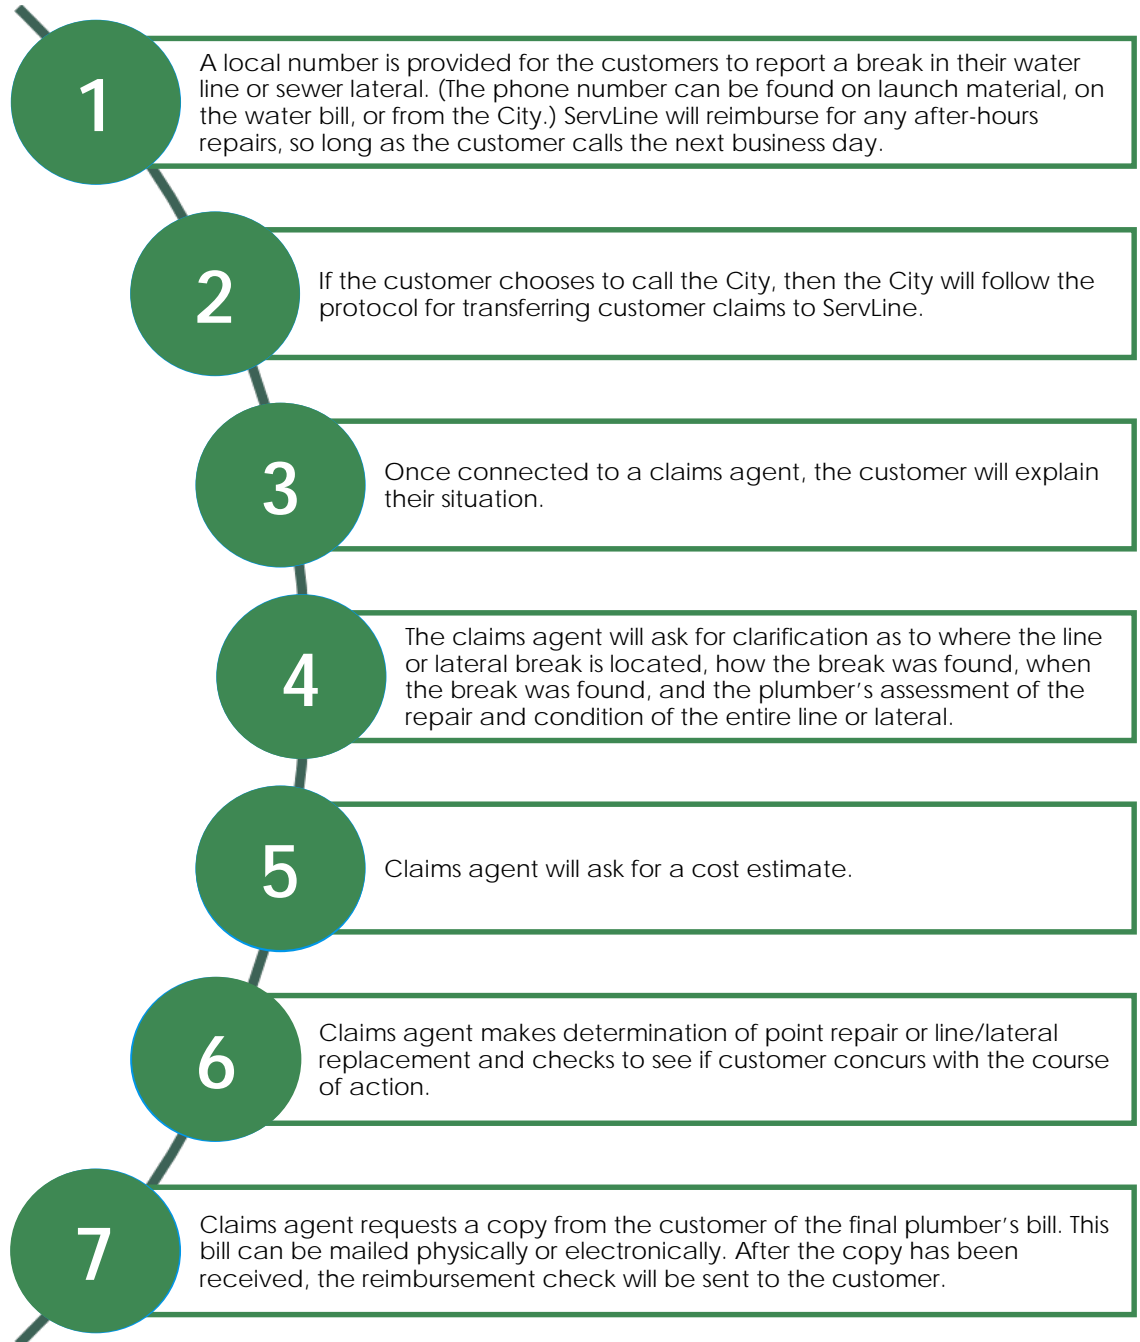 1
A local number is provided for the customers to report a break in their water
line or sewer lateral. (The phone number can be found on launch material, on
the water bill, or from the City.) ServLine will reimburse for any after-hours
repairs, so long as the customer calls the next business day.
2
If the customer chooses to call the City, then the City will follow the
protocol for transferring customer claims to ServLine.
3
Once connected to a claims agent, the customer will explain
their situation.
4
The claims agent will ask for clarification as to where the line
or lateral break is located, how the break was found, when
the break was found, and the plumber’s assessment of the
repair and condition of the entire line or lateral.
5
Claims agent will ask for a cost estimate.
6
Claims agent makes determination of point repair or line/lateral
replacement and checks to see if customer concurs with the course
of action.
7
Claims agent requests a copy from the customer of the final plumber’s bill. This
bill can be mailed physically or electronically. After the copy has been
received, the reimbursement check will be sent to the customer.